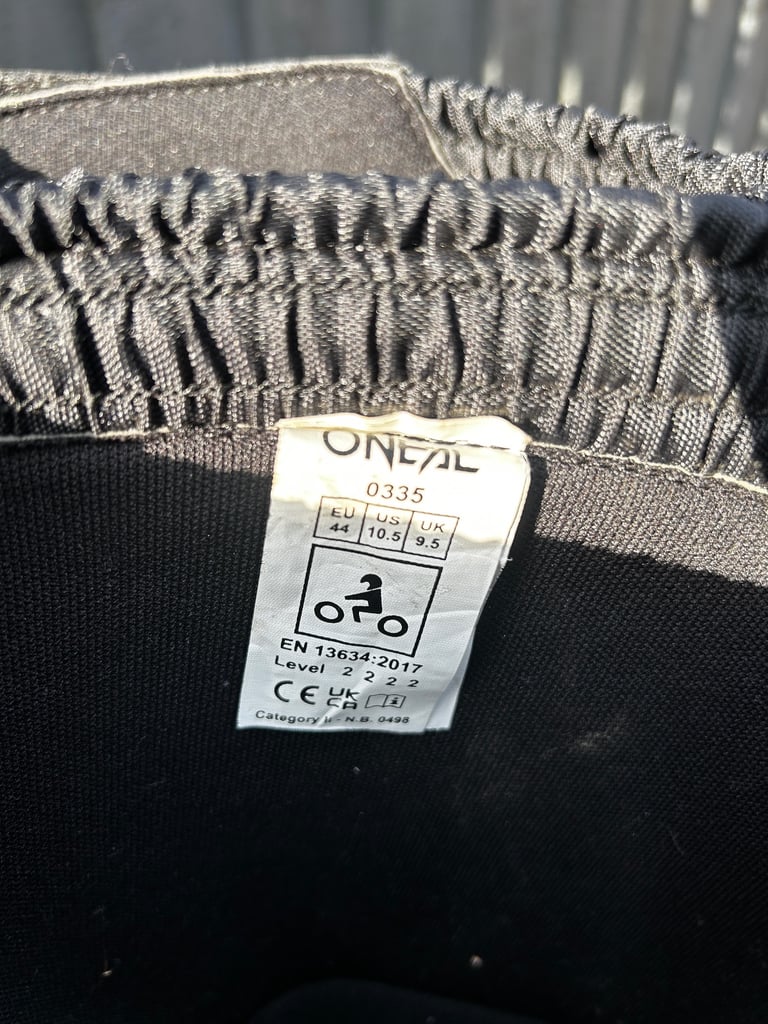 ONEAL
0335
EU US UK
44 10.5 9.5
EN 13634:2017
Level 2 2 2 2
CE UK CA i
Category II - N.B. 0498